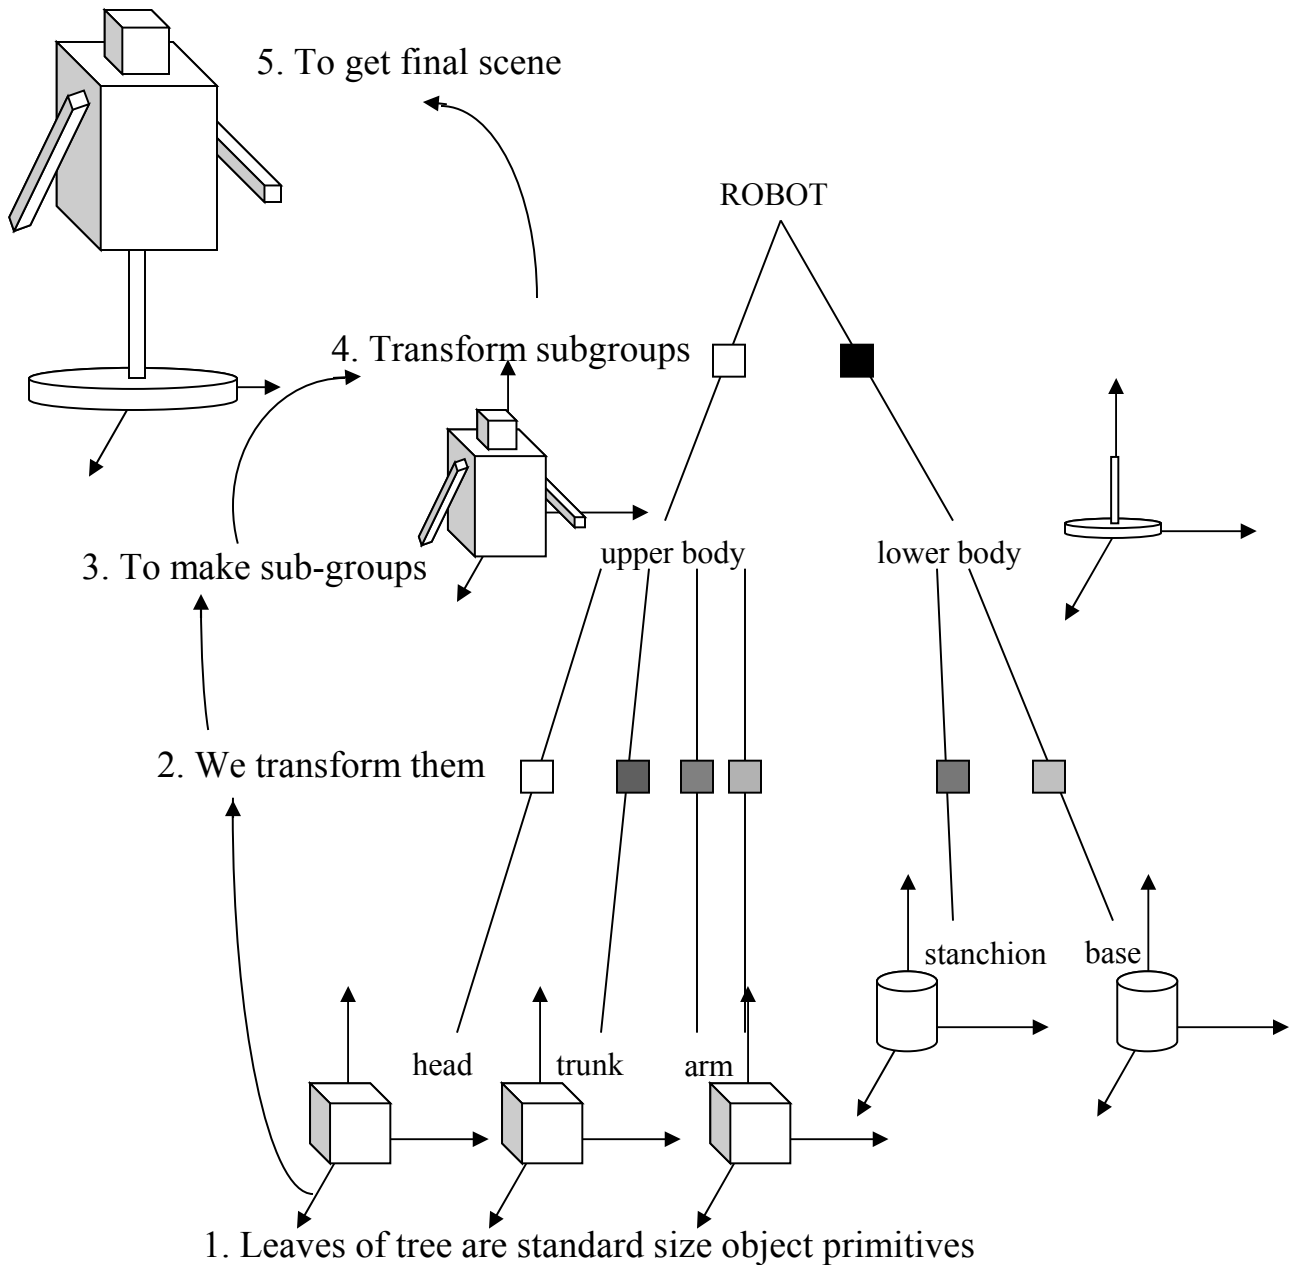 5. To get final scene
ROBOT
4. Transform subgroups
upper body
lower body
3. To make sub-groups
2. We transform them
stanchion
base
head
trunk
arm
1. Leaves of tree are standard size object primitives